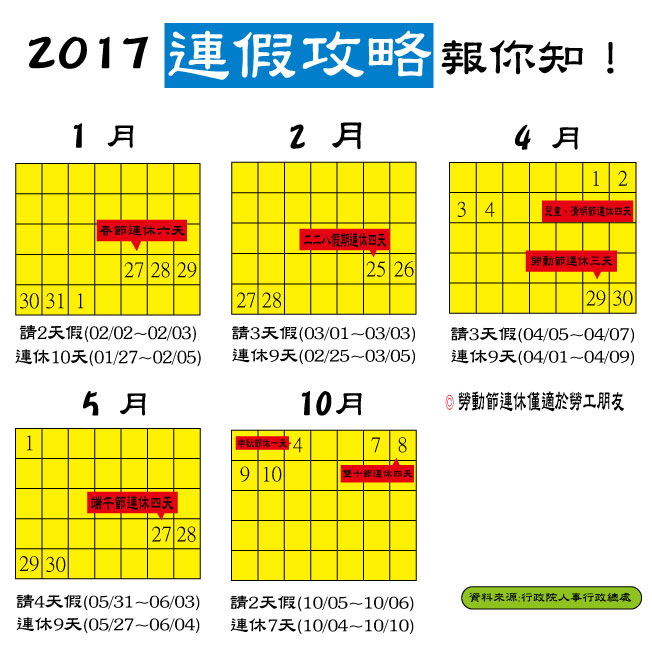 2017 連假攻略 報你知！
1 月
2 月
4 月
春節連休六天
27 28 29
30 31 1
請2天假(02/02~02/03)
連休10天(01/27~02/05)
二二八假期連休四天
25 26
27 28
請3天假(03/01~03/03)
連休9天(02/25~03/05)
1 2
3 4 兒童、清明節連休四天
勞動節連休三天
29 30
請3天假(04/05~04/07)
連休9天(04/01~04/09)
◎ 勞動節連休僅適於勞工朋友
5 月
10月
1
端午節連休四天
27 28
29 30
請4天假(05/31~06/03)
連休9天(05/27~06/04)
中秋節休一天 4 7 8
9 10 雙十節連休四天
請2天假(10/05~10/06)
連休7天(10/04~10/10)
資料來源:行政院人事行政總處